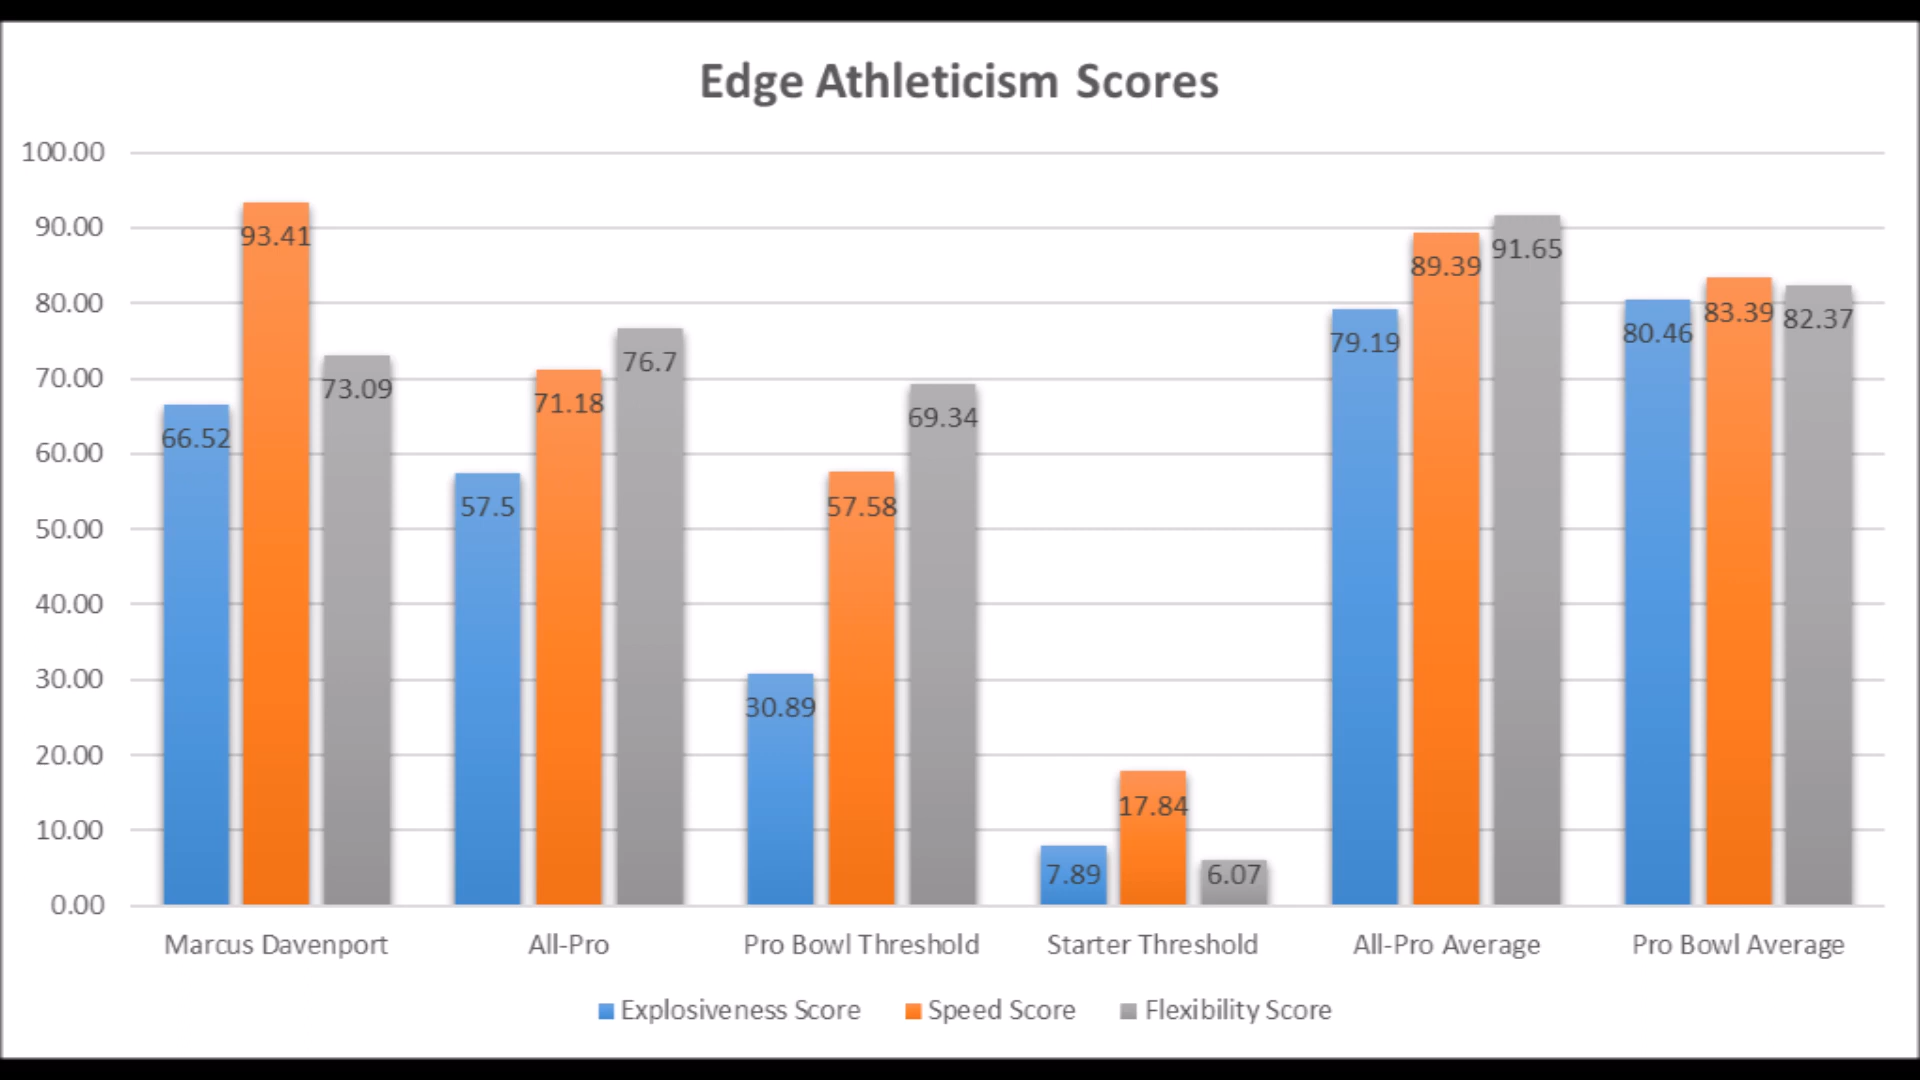 Edge Athleticism Scores
100.00
90.00
80.00
70.00
60.00
50.00
40.00
30.00
20.00
10.00
0.00
66.52
93.41
73.09
57.5
71.18
76.7
30.89
57.58
69.34
7.89
17.84
6.07
79.19
89.39
91.65
80.46
83.39
82.37
Marcus Davenport
All-Pro
Pro Bowl Threshold
Starter Threshold
All-Pro Average
Pro Bowl Average
Explosiveness Score
Speed Score
Flexibility Score